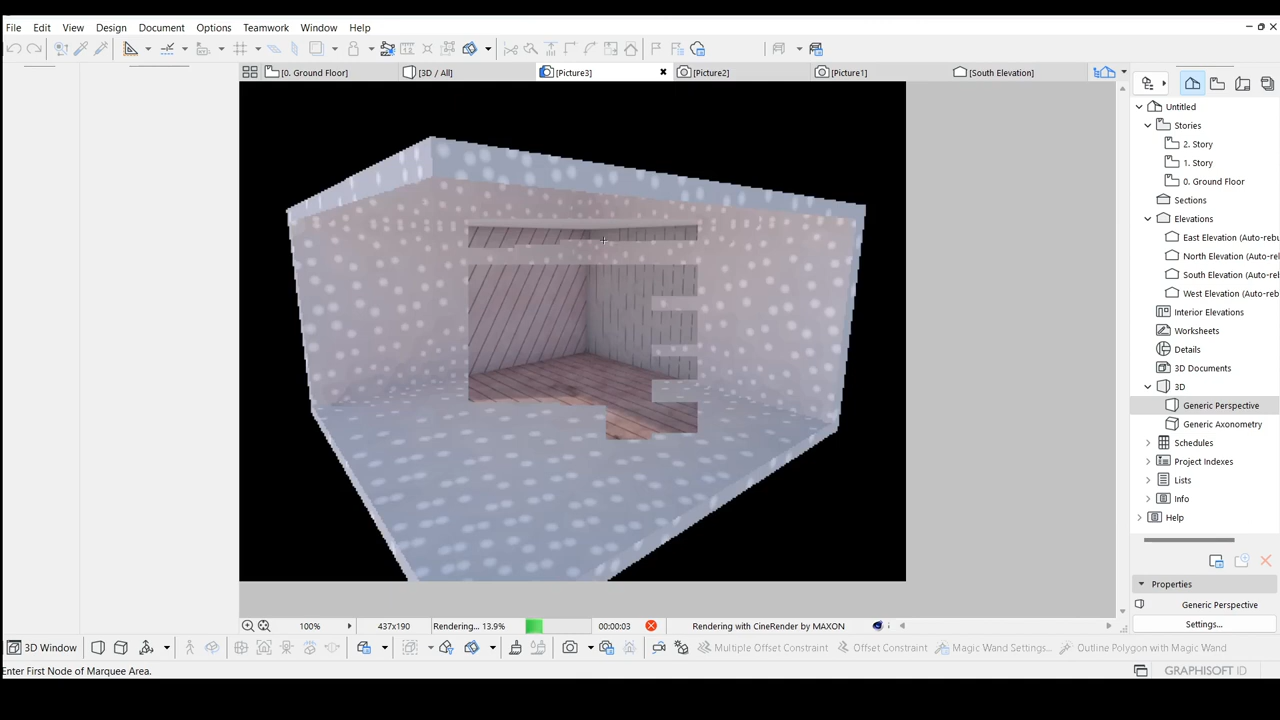 File Edit View Design Document Options Teamwork Window Help
[0. Ground Floor] [3D / All] [Picture3] [Picture2] [Picture1] [South Elevation]
Untitled
Stories
2. Story
1. Story
0. Ground Floor
Sections
Elevations
East Elevation (Auto-rebu
North Elevation (Auto-reb
South Elevation (Auto-reb
West Elevation (Auto-reb
Interior Elevations
Worksheets
Details
3D Documents
3D
Generic Perspective
Generic Axonometry
Schedules
Project Indexes
Lists
Info
Help
Properties
Generic Perspective
Settings...
100% 437x190 Rendering... 13.9% 00:00:03 Rendering with CineRender by MAXON
3D Window Multiple Offset Constraint Offset Constraint Magic Wand Settings... Outline Polygon with Magic Wand
Enter First Node of Marquee Area. GRAPHISOFT ID